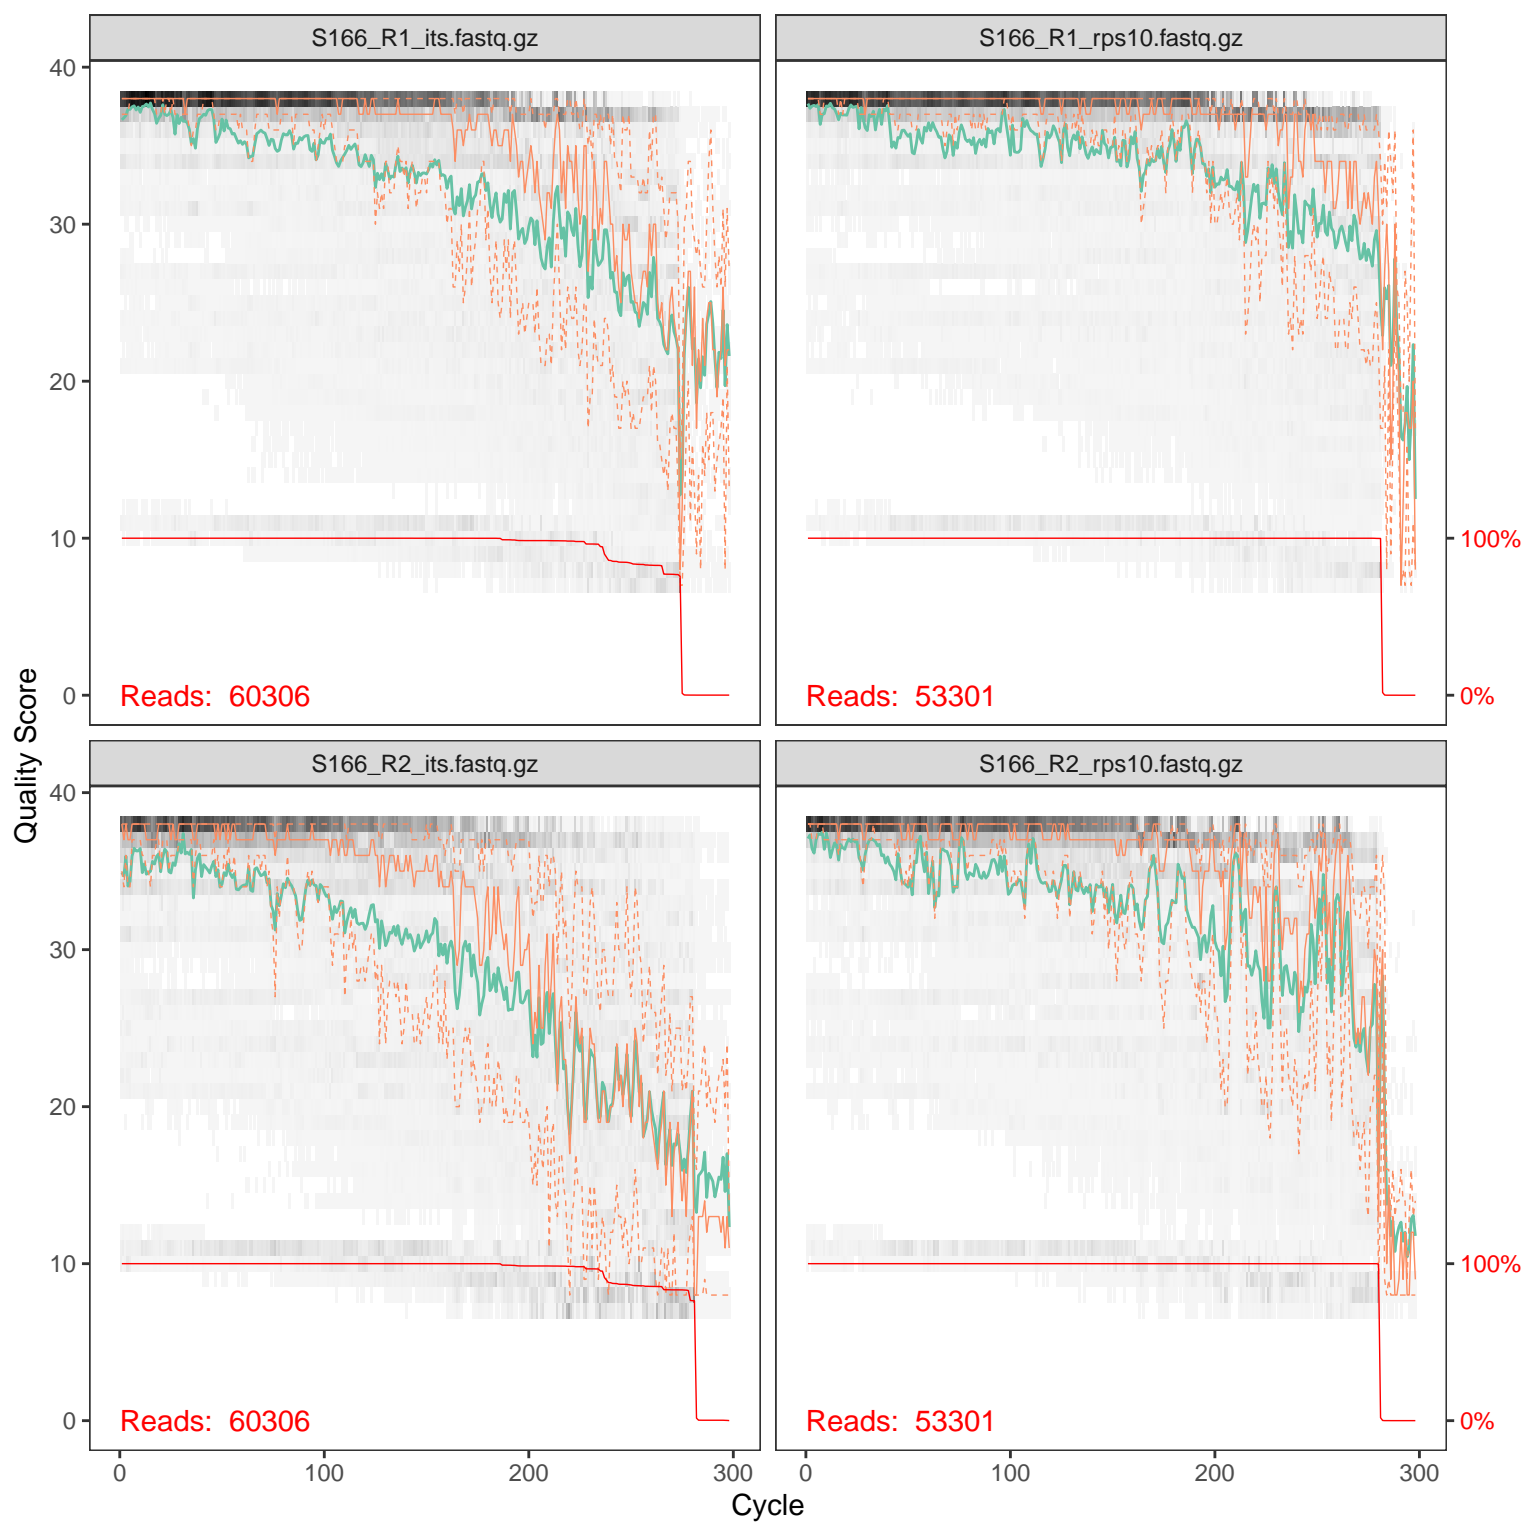 S166_R1_its.fastq.gz
S166_R1_rps10.fastq.gz
40
30
20
10
0
100%
0%
Reads: 60306
Reads: 53301
Quality Score
S166_R2_its.fastq.gz
S166_R2_rps10.fastq.gz
40
30
20
10
0
100%
0%
Reads: 60306
Reads: 53301
0 100 200 300
0 100 200 300
Cycle